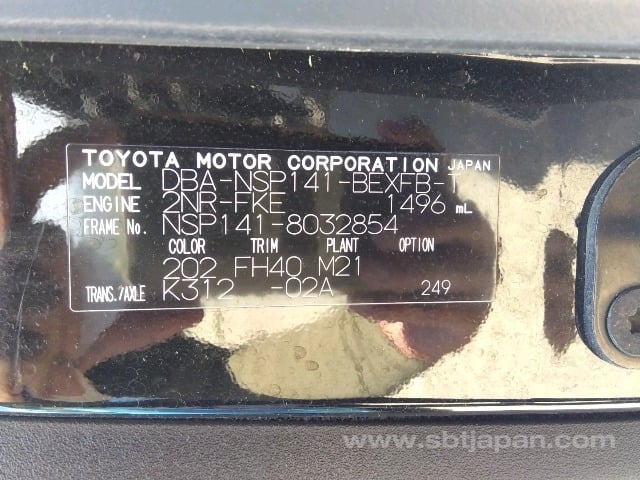 TOYOTA MOTOR CORPORATION JAPAN
MODEL DBA-NSP141-BEXFB-T
ENGINE 2NR-FKE 1496 mL
FRAME No. NSP141-8032854
COLOR TRIM PLANT OPTION
202 FH40 M21
TRANS./AXLE K312 -02A 249
www.sbtjapan.com